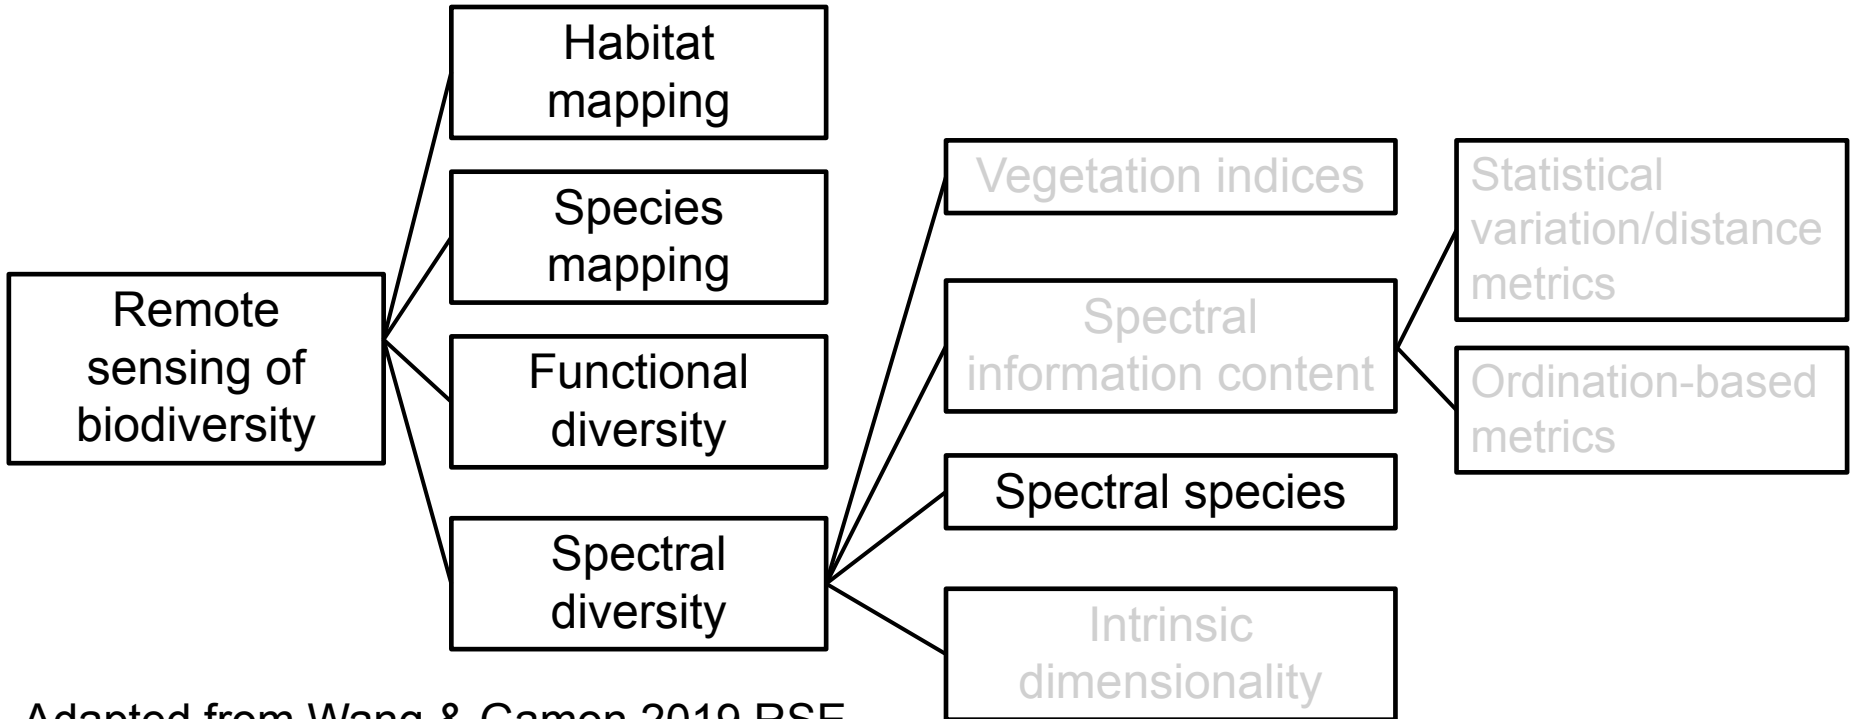 Remote
sensing of
biodiversity
Habitat
mapping
Species
mapping
Functional
diversity
Spectral
diversity
Vegetation indices
Spectral
information content
Spectral species
Intrinsic
dimensionality
Statistical
variation/distance
metrics
Ordination-based
metrics
Adapted from Wang & Gamon 2019 RSE